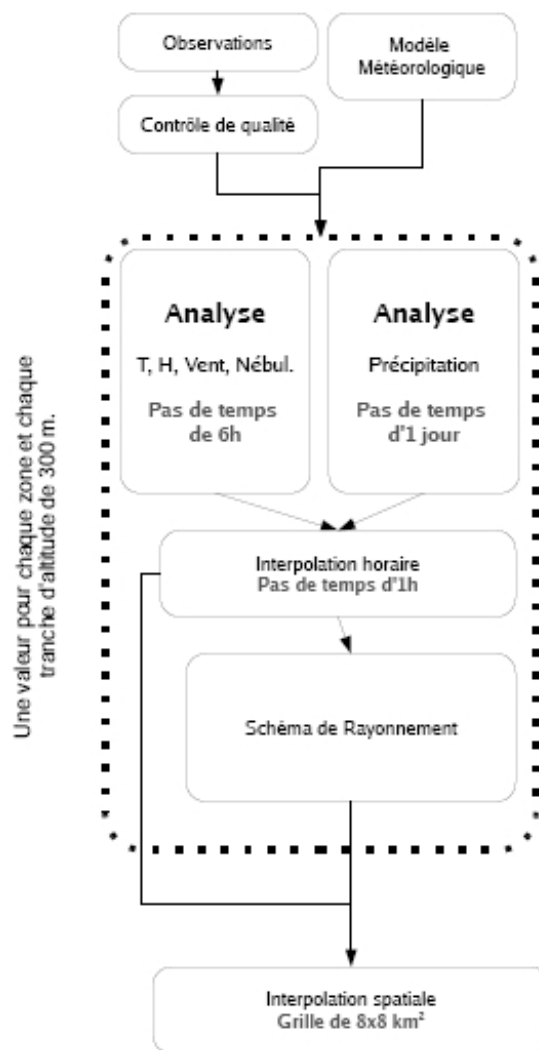 Observations
Modèle
Météorologique
Contrôle de qualité
Analyse
T, H, Vent, Nébul.
Pas de temps
de 6h
Analyse
Précipitation
Pas de temps
d'1 jour
Une valeur pour chaque zone et chaque
tranche d'altitude de 300 m.
Interpolation horaire
Pas de temps d'1h
Schéma de Rayonnement
Interpolation spatiale
Grille de 8x8 km²